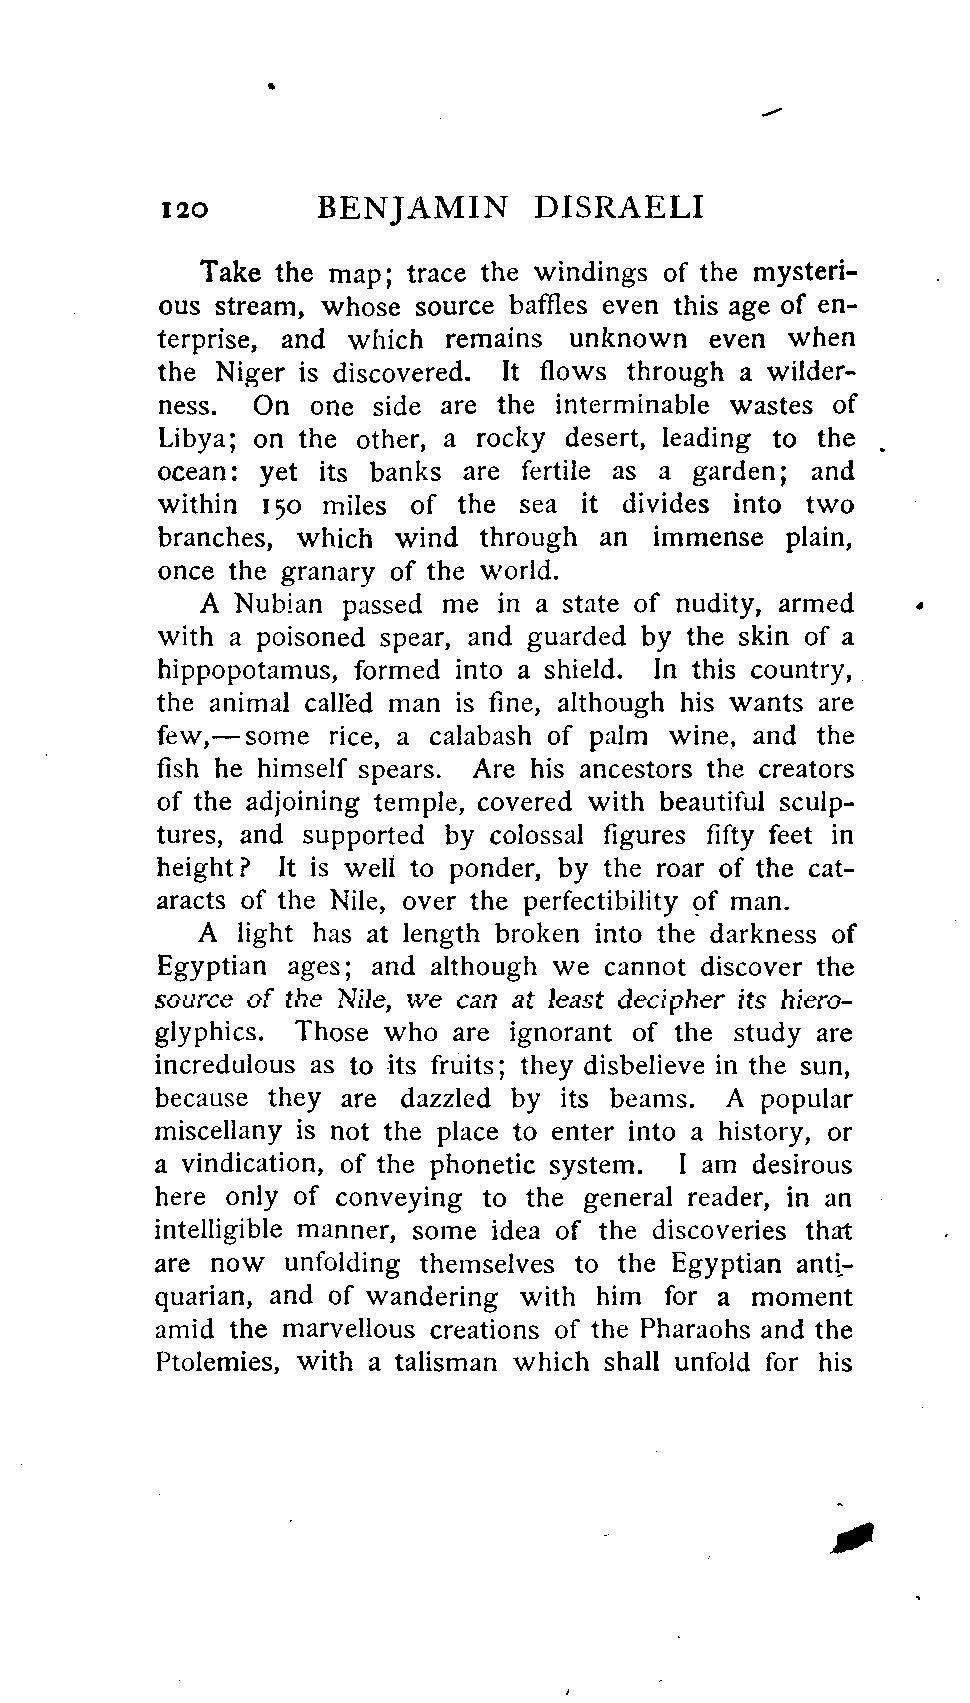 120 BENJAMIN DISRAELI
Take the map; trace the windings of the mysteri-
ous stream, whose source baffles even this age of en-
terprise, and which remains unknown even when
the Niger is discovered. It flows through a wilder-
ness. On one side are the interminable wastes of
Libya; on the other, a rocky desert, leading to the
ocean: yet its banks are fertile as a garden; and
within 150 miles of the sea it divides into two
branches, which wind through an immense plain,
once the granary of the world.
A Nubian passed me in a state of nudity, armed
with a poisoned spear, and guarded by the skin of a
hippopotamus, formed into a shield. In this country,
the animal called man is fine, although his wants are
few,—some rice, a calabash of palm wine, and the
fish he himself spears. Are his ancestors the creators
of the adjoining temple, covered with beautiful sculp-
tures, and supported by colossal figures fifty feet in
height? It is well to ponder, by the roar of the cat-
aracts of the Nile, over the perfectibility of man.
A light has at length broken into the darkness of
Egyptian ages; and although we cannot discover the
source of the Nile, we can at least decipher its hiero-
glyphics. Those who are ignorant of the study are
incredulous as to its fruits; they disbelieve in the sun,
because they are dazzled by its beams. A popular
miscellany is not the place to enter into a history, or
a vindication, of the phonetic system. I am desirous
here only of conveying to the general reader, in an
intelligible manner, some idea of the discoveries that
are now unfolding themselves to the Egyptian anti-
quarian, and of wandering with him for a moment
amid the marvellous creations of the Pharaohs and the
Ptolemies, with a talisman which shall unfold for his